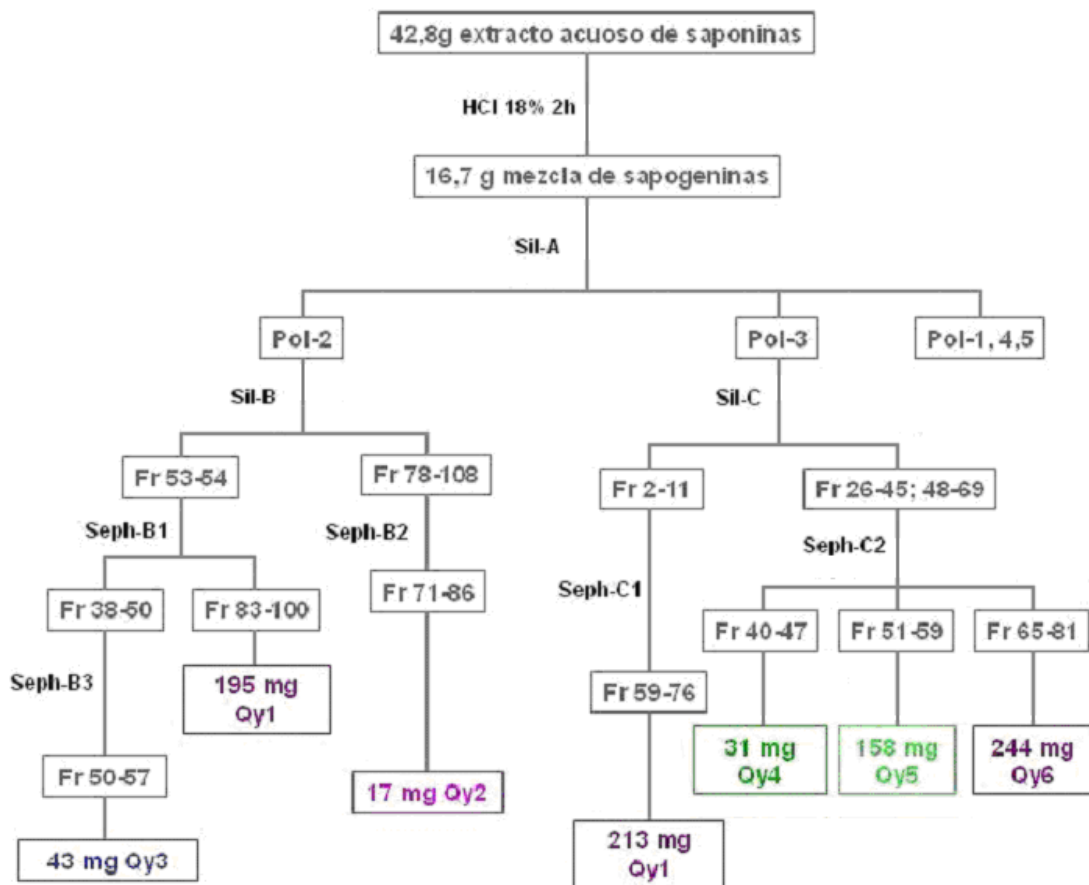 42,8g extracto acuoso de saponinas
HCl 18% 2h
16,7 g mezcla de sapogeninas
Sil-A
Pol-2
Pol-3
Pol-1, 4,5
Sil-B
Sil-C
Fr 53-54
Fr 78-108
Fr 2-11
Fr 26-45; 48-69
Seph-B1
Seph-B2
Seph-C1
Seph-C2
Fr 38-50
Fr 83-100
Fr 71-86
Fr 40-47
Fr 51-59
Fr 65-81
Seph-B3
195 mg
Qy1
Fr 59-76
Fr 50-57
17 mg Qy2
31 mg
Qy4
158 mg
Qy5
244 mg
Qy6
43 mg Qy3
213 mg
Qy1